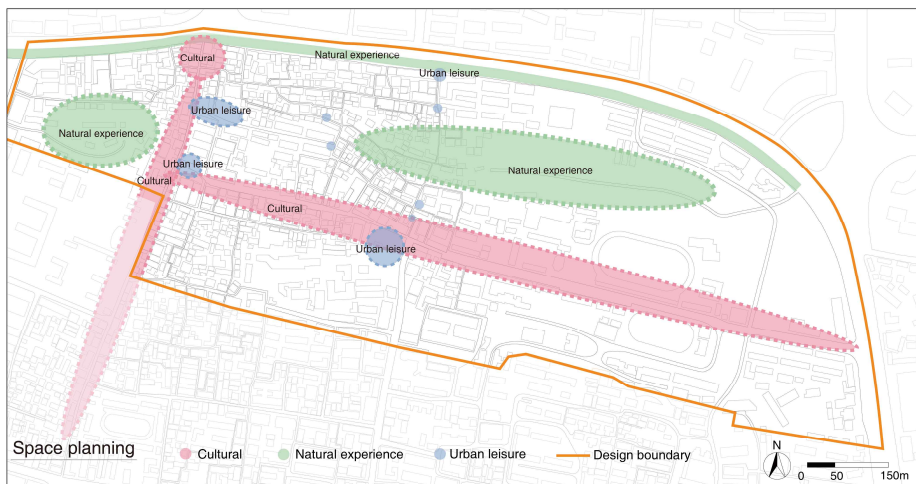 Natural experience
Cultural
Urban leisure
Urban leisure
Natural experience
Urban leisure
Natural experience
Cultural
Cultural
Urban leisure
Space planning
Cultural
Natural experience
Urban leisure
Design boundary
N
0 50 150m